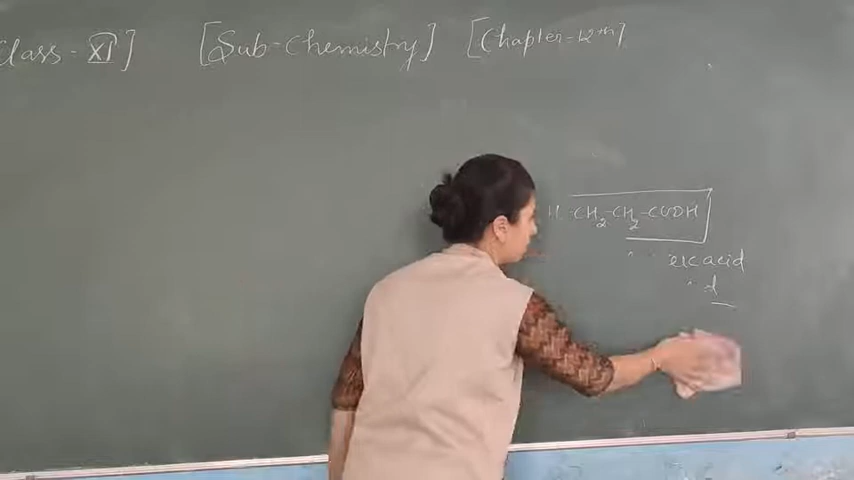 Class - XI] [Sub - Chemistry] [Chapter - 12th]
H - CH2 - CH2 - COOH
acid